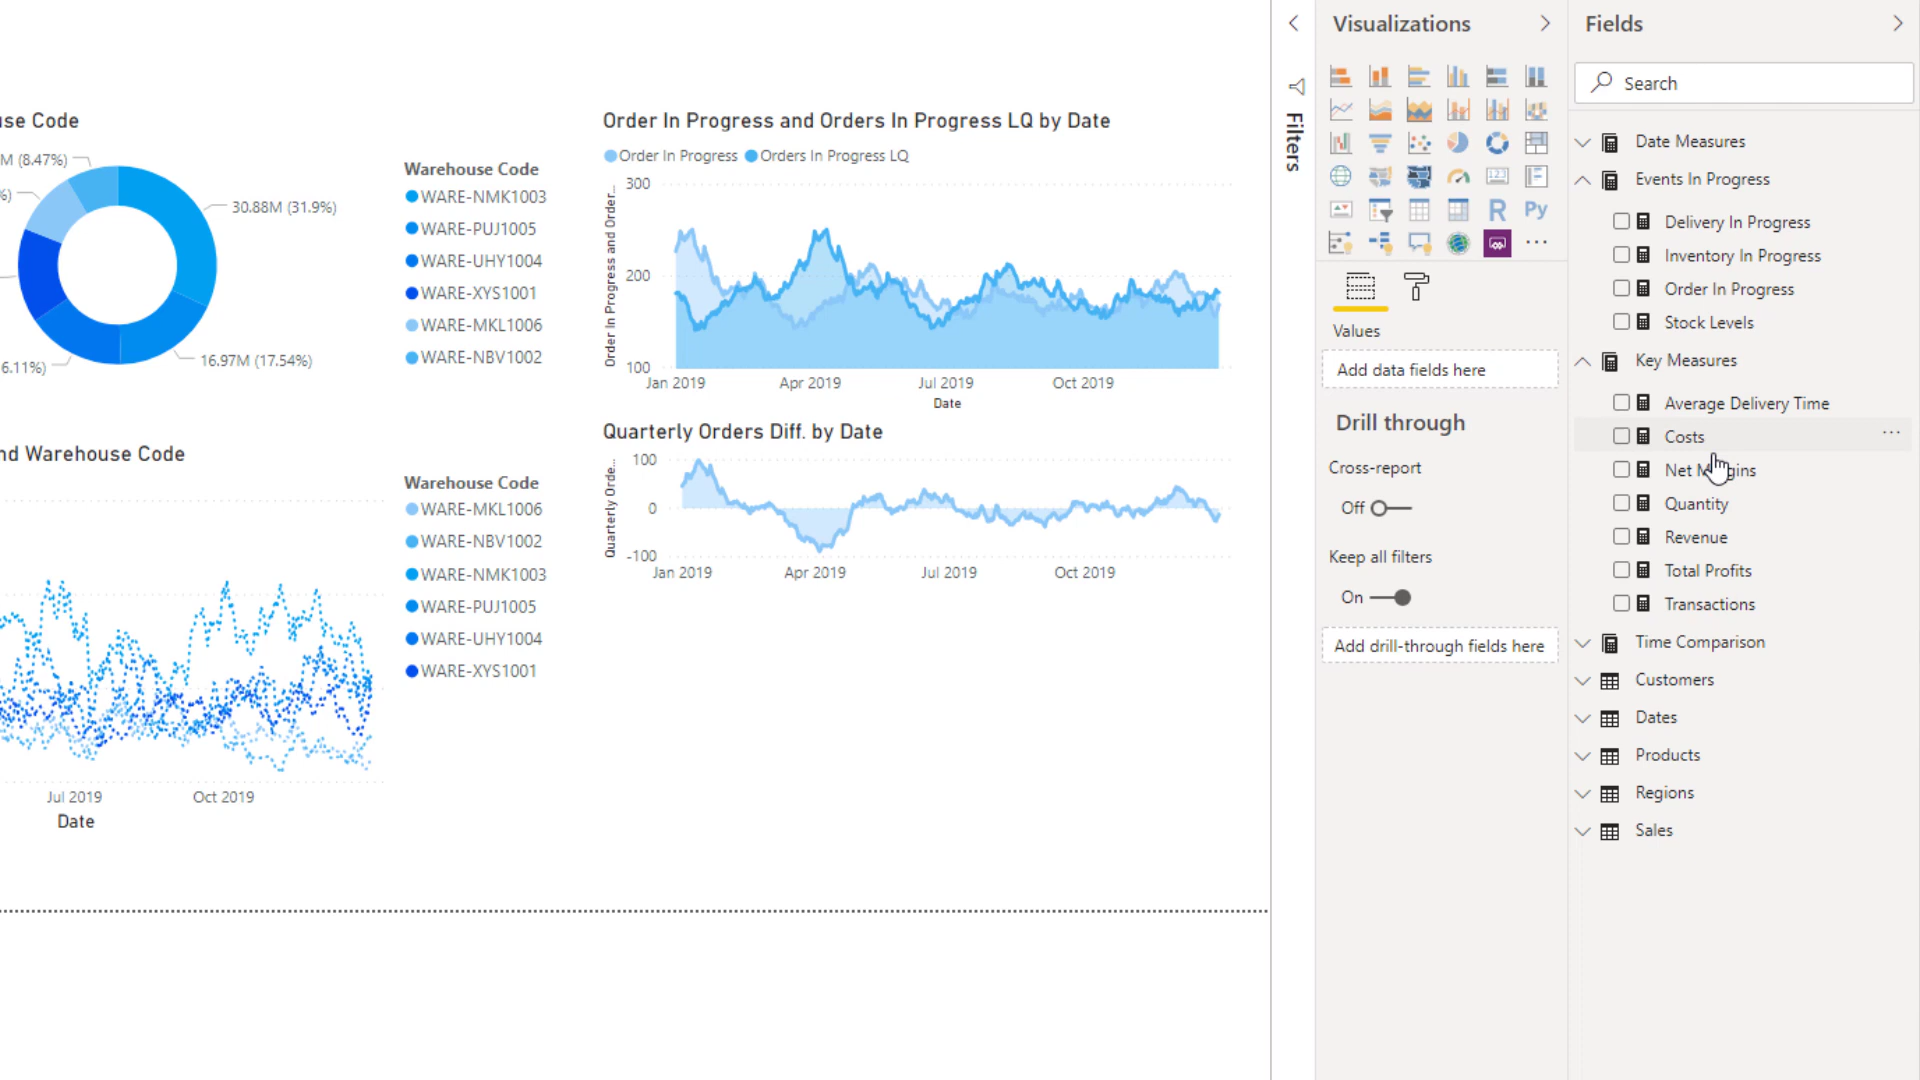 use Code
M (8.47%)
%)
30.88M (31.9%)
6.11%)
16.97M (17.54%)
Warehouse Code
WARE-NMK1003
WARE-PUJ1005
WARE-UHY1004
WARE-XYS1001
WARE-MKL1006
WARE-NBV1002
nd Warehouse Code
Jul 2019
Oct 2019
Date
Warehouse Code
WARE-MKL1006
WARE-NBV1002
WARE-NMK1003
WARE-PUJ1005
WARE-UHY1004
WARE-XYS1001
Order In Progress and Orders In Progress LQ by Date
Order In Progress
Orders In Progress LQ
Order In Progress and Order...
300
200
100
Jan 2019
Apr 2019
Jul 2019
Oct 2019
Date
Quarterly Orders Diff. by Date
Quarterly Orde...
100
0
-100
Jan 2019
Apr 2019
Jul 2019
Oct 2019
Filters
Visualizations
R
Py
123
Values
Add data fields here
Drill through
Cross-report
Off
Keep all filters
On
Add drill-through fields here
Fields
Search
Date Measures
Events In Progress
Delivery In Progress
Inventory In Progress
Order In Progress
Stock Levels
Key Measures
Average Delivery Time
Costs
...
Net M gins
Quantity
Revenue
Total Profits
Transactions
Time Comparison
Customers
Dates
Products
Regions
Sales